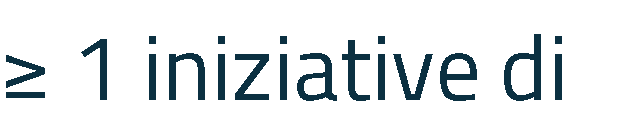 ≥ 1 iniziative di